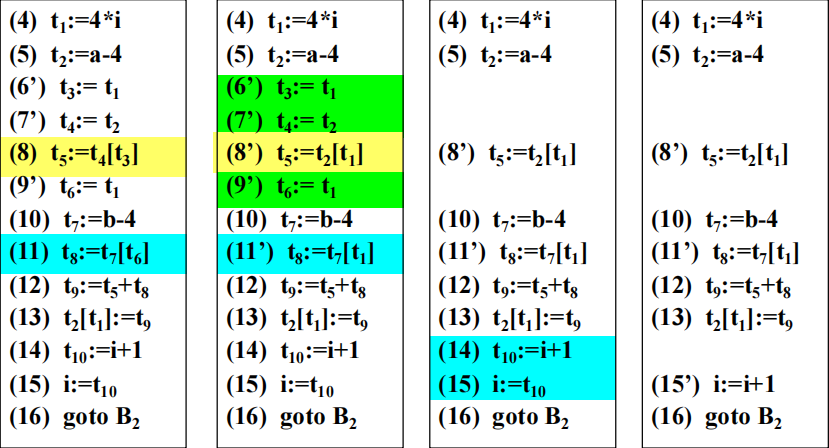 (4) t₁:=4*i
(5) t₂:=a-4
(6’) t₃:= t₁
(7’) t₄:= t₂
(8) t₅:=t₄[t₃]
(9’) t₆:= t₁
(10) t₇:=b-4
(11) t₈:=t₇[t₆]
(12) t₉:=t₅+t₈
(13) t₂[t₁]:=t₉
(14) t₁₀:=i+1
(15) i:=t₁₀
(16) goto B₂
(4) t₁:=4*i
(5) t₂:=a-4
(6’) t₃:= t₁
(7’) t₄:= t₂
(8’) t₅:=t₂[t₁]
(9’) t₆:= t₁
(10) t₇:=b-4
(11’) t₈:=t₇[t₁]
(12) t₉:=t₅+t₈
(13) t₂[t₁]:=t₉
(14) t₁₀:=i+1
(15) i:=t₁₀
(16) goto B₂
(4) t₁:=4*i
(5) t₂:=a-4
(8’) t₅:=t₂[t₁]
(10) t₇:=b-4
(11’) t₈:=t₇[t₁]
(12) t₉:=t₅+t₈
(13) t₂[t₁]:=t₉
(14) t₁₀:=i+1
(15) i:=t₁₀
(16) goto B₂
(4) t₁:=4*i
(5) t₂:=a-4
(8’) t₅:=t₂[t₁]
(10) t₇:=b-4
(11’) t₈:=t₇[t₁]
(12) t₉:=t₅+t₈
(13) t₂[t₁]:=t₉
(15’) i:=i+1
(16) goto B₂